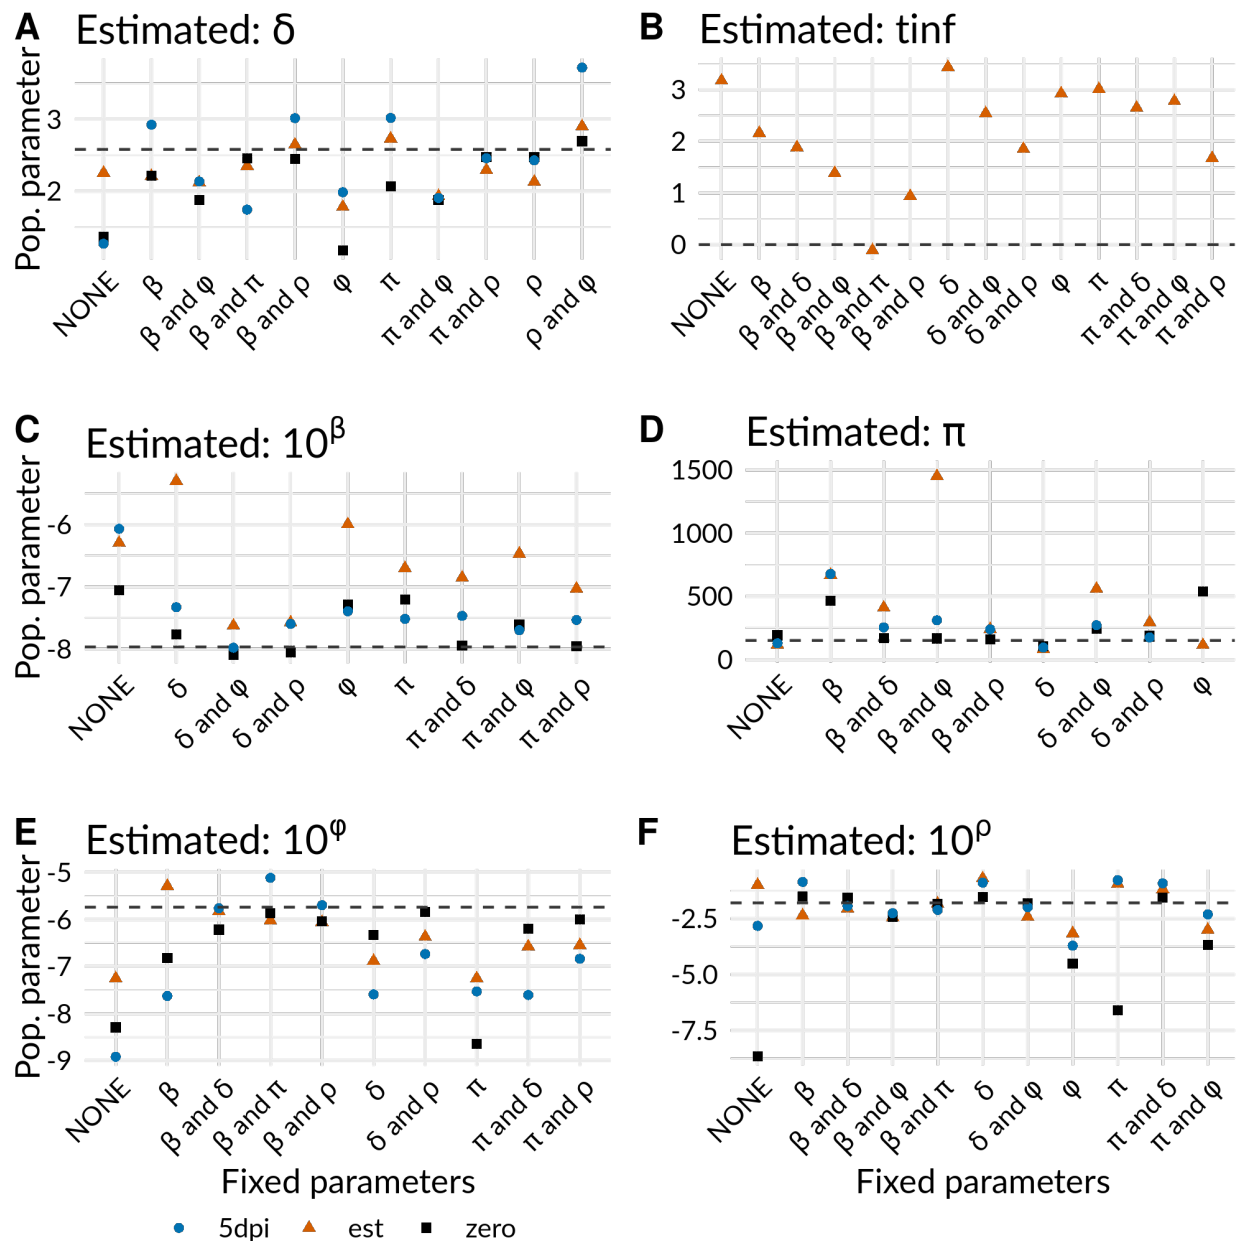 A Estimated: δ
Pop. parameter
3
2
NONE
β
β and φ
β and π
β and ρ
φ
π
π and φ
π and ρ
ρ
ρ and φ
B Estimated: tinf
3
2
1
0
NONE
β
β and δ
β and φ
β and π
β and ρ
δ
δ and φ
δ and ρ
φ
π
π and δ
π and φ
π and ρ
C Estimated: 10^β
Pop. parameter
-6
-7
-8
NONE
δ
δ and φ
δ and ρ
φ
π
π and δ
π and φ
π and ρ
D Estimated: π
1500
1000
500
0
NONE
β
β and δ
β and φ
β and ρ
δ
δ and φ
δ and ρ
φ
E Estimated: 10^φ
Pop. parameter
-5
-6
-7
-8
-9
NONE
β
β and δ
β and π
β and ρ
δ
δ and ρ
π
π and δ
π and ρ
Fixed parameters
F Estimated: 10^ρ
-2.5
-5.0
-7.5
NONE
β
β and δ
β and φ
β and π
δ
δ and φ
φ
π
π and δ
π and φ
Fixed parameters
5dpi est zero